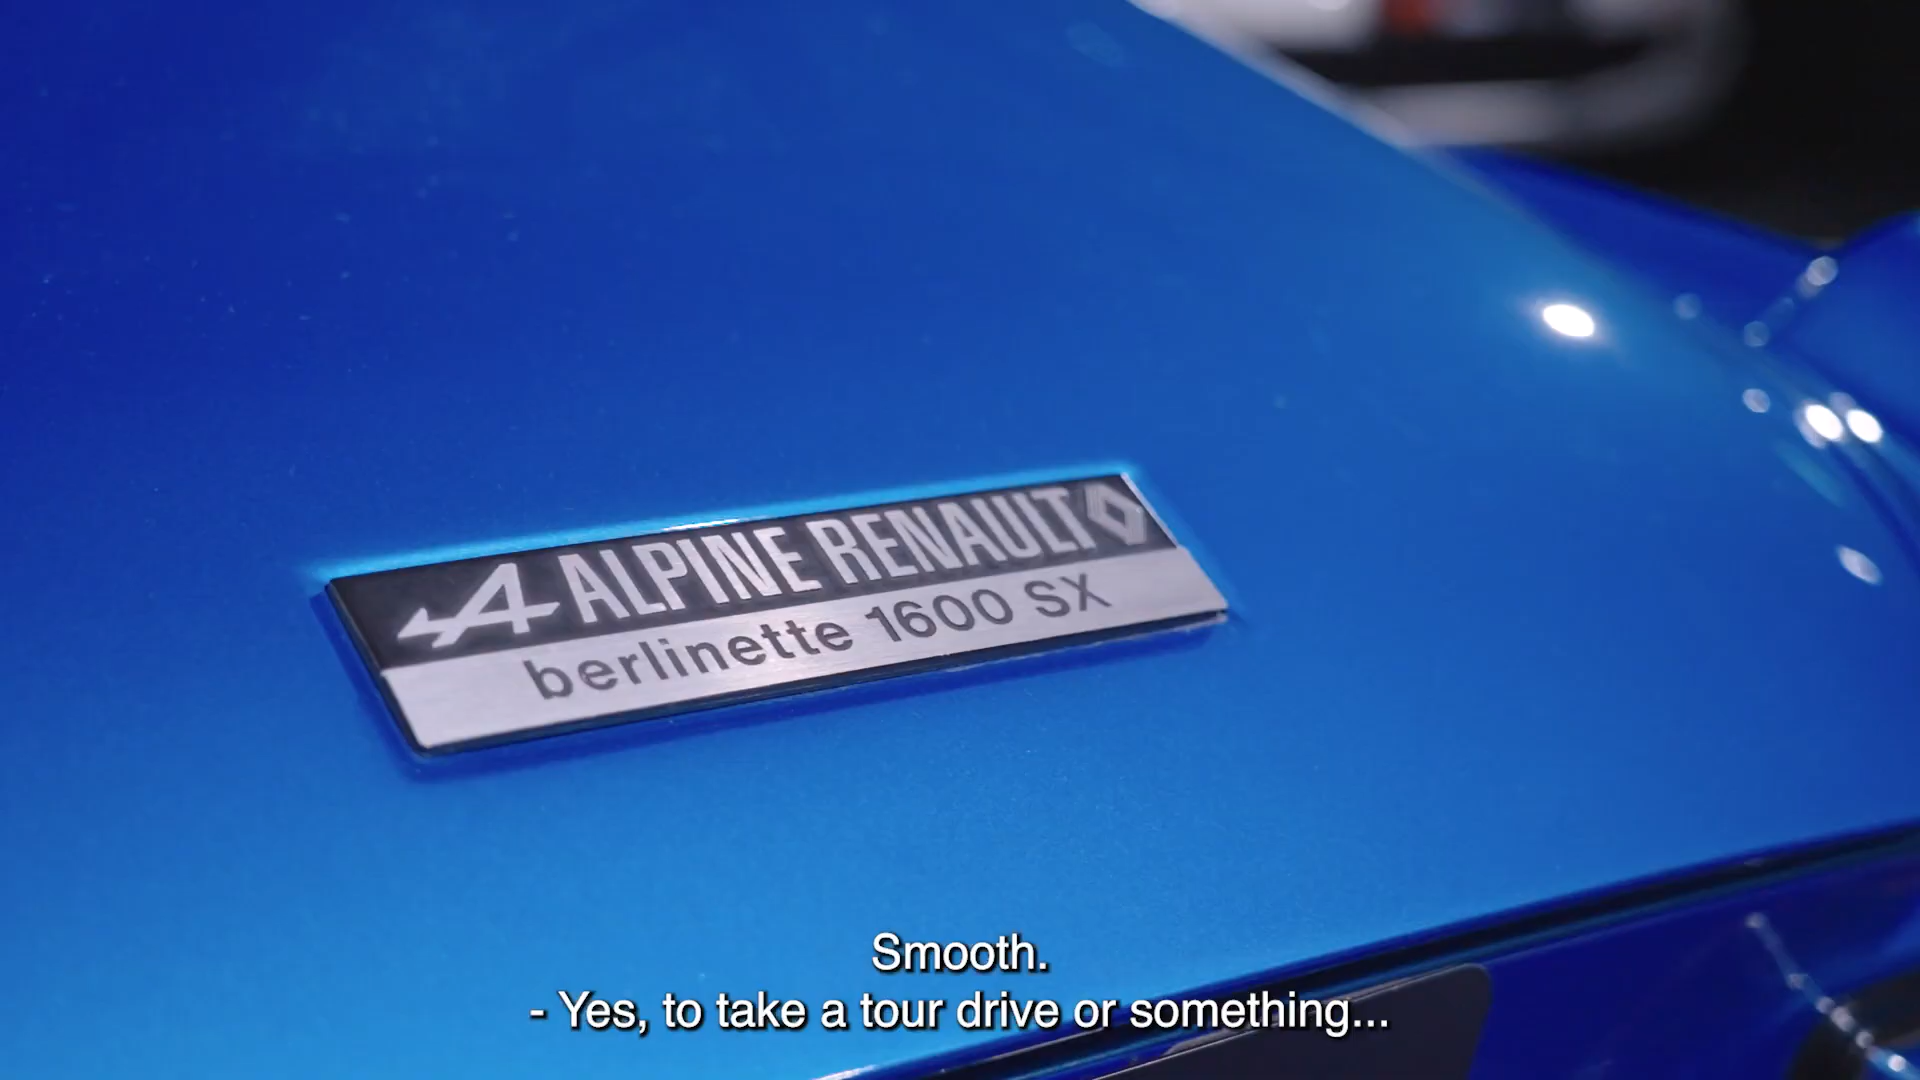 ALPINE RENAULT
berlinette 1600 SX
Smooth.
- Yes, to take a tour drive or something...